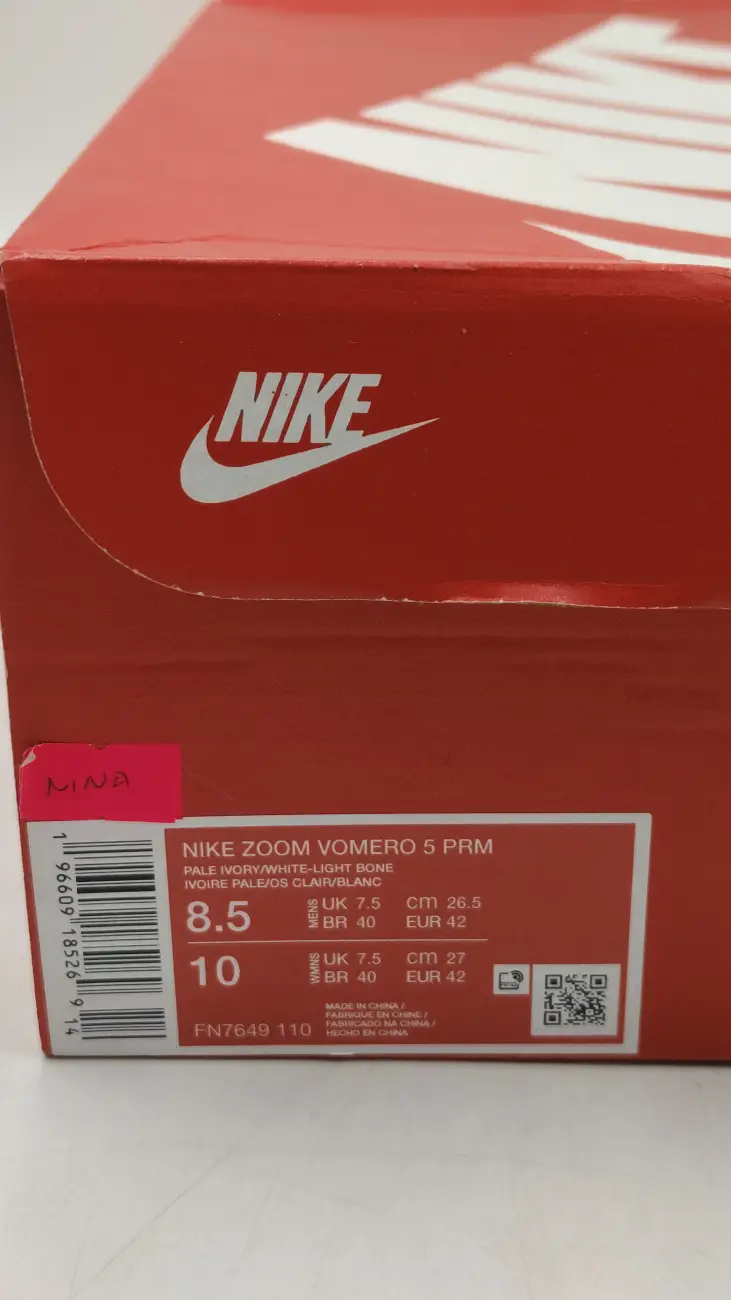 NIKE
NINA
1 96609 18526 9 14
NIKE ZOOM VOMERO 5 PRM
PALE IVORY/WHITE-LIGHT BONE
IVOIRE PALE/OS CLAIR/BLANC
8.5 MENS UK 7.5 cm 26.5
BR 40 EUR 42
10 WMNS UK 7.5 cm 27
BR 40 EUR 42
MADE IN CHINA /
FABRIQUE EN CHINE /
FABRICADO NA CHINA /
HECHO EN CHINA
FN7649 110